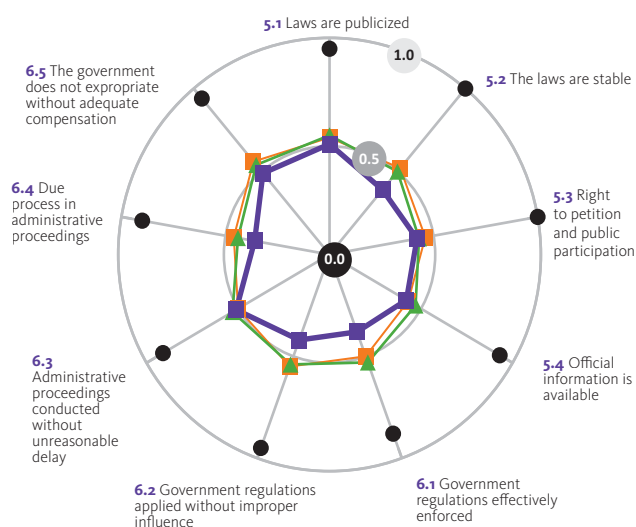 5.1 Laws are publicized
1.0
5.2 The laws are stable
0.5
5.3 Right
to petition
and public
participation
0.0
5.4 Official
information is
available
6.1 Government
regulations effectively
enforced
6.2 Government regulations
applied without improper
influence
6.3
Administrative
proceedings
conducted
without
unreasonable
delay
6.4 Due
process in
administrative
proceedings
6.5 The government
does not expropriate
without adequate
compensation